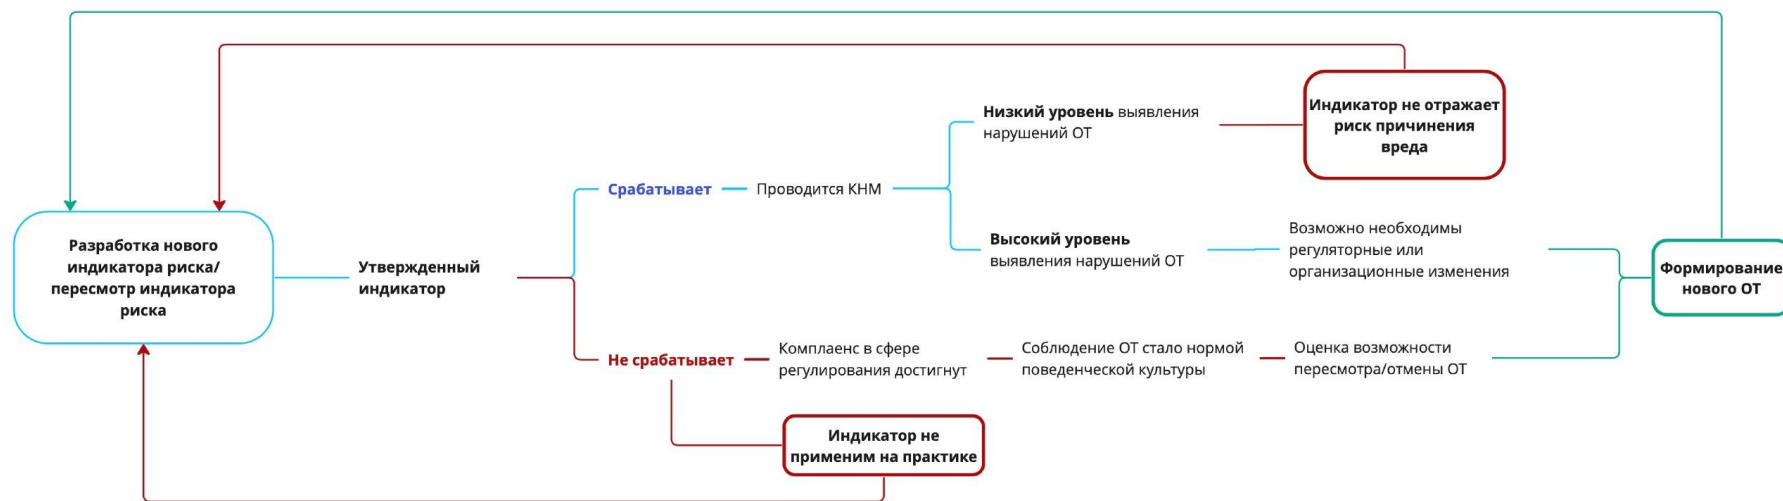 Разработка нового
индикатора риска/
пересмотр индикатора
риска
Утвержденный
индикатор
Срабатывает
Проводится КНМ
Низкий уровень выявления
нарушений ОТ
Индикатор не отражает
риск причинения
вреда
Высокий уровень
выявления нарушений ОТ
Возможно необходимы
регуляторные или
организационные изменения
Формирование
нового ОТ
Не срабатывает
Комплаенс в сфере
регулирования достигнут
Соблюдение ОТ стало нормой
поведенческой культуры
Оценка возможности
пересмотра/отмены ОТ
Индикатор не
применим на практике